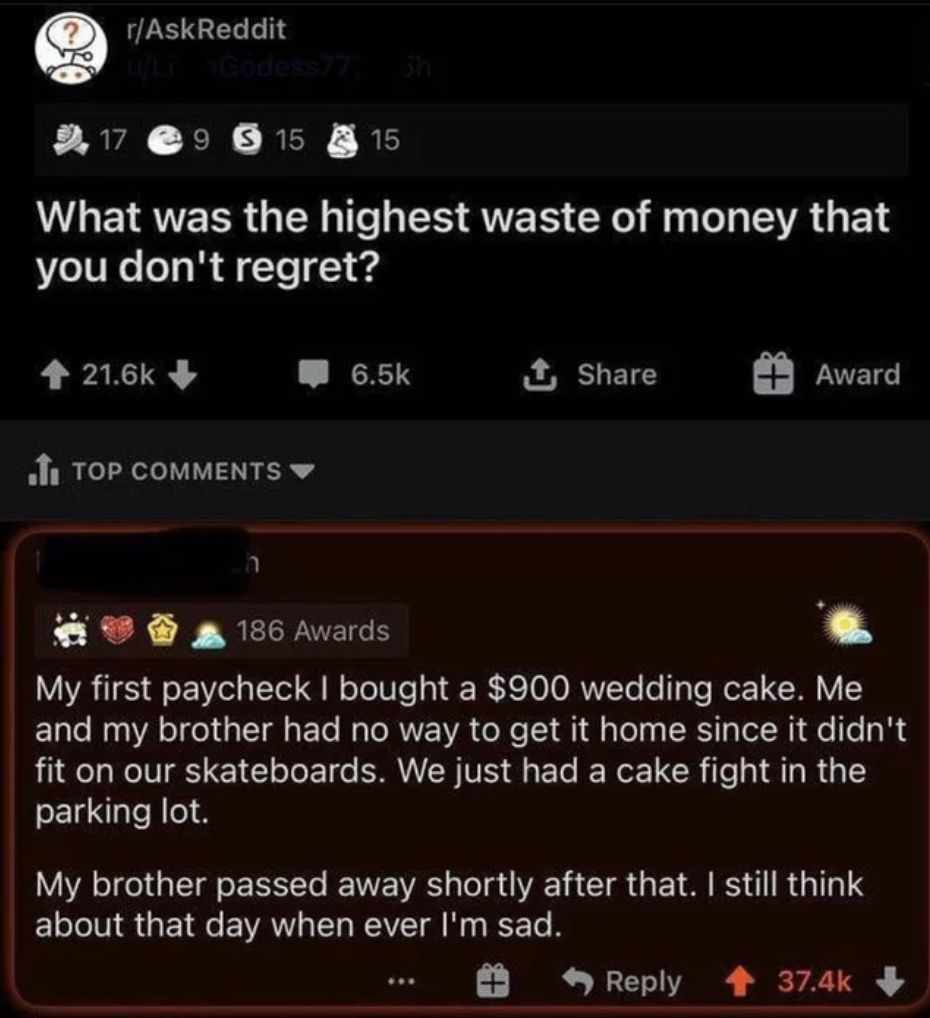 r/AskReddit
17 9 S 15 15
What was the highest waste of money that
you don't regret?
21.6k 6.5k Share Award
TOP COMMENTS
186 Awards
My first paycheck I bought a $900 wedding cake. Me
and my brother had no way to get it home since it didn't
fit on our skateboards. We just had a cake fight in the
parking lot.
My brother passed away shortly after that. I still think
about that day when ever I'm sad.
... Reply 37.4k